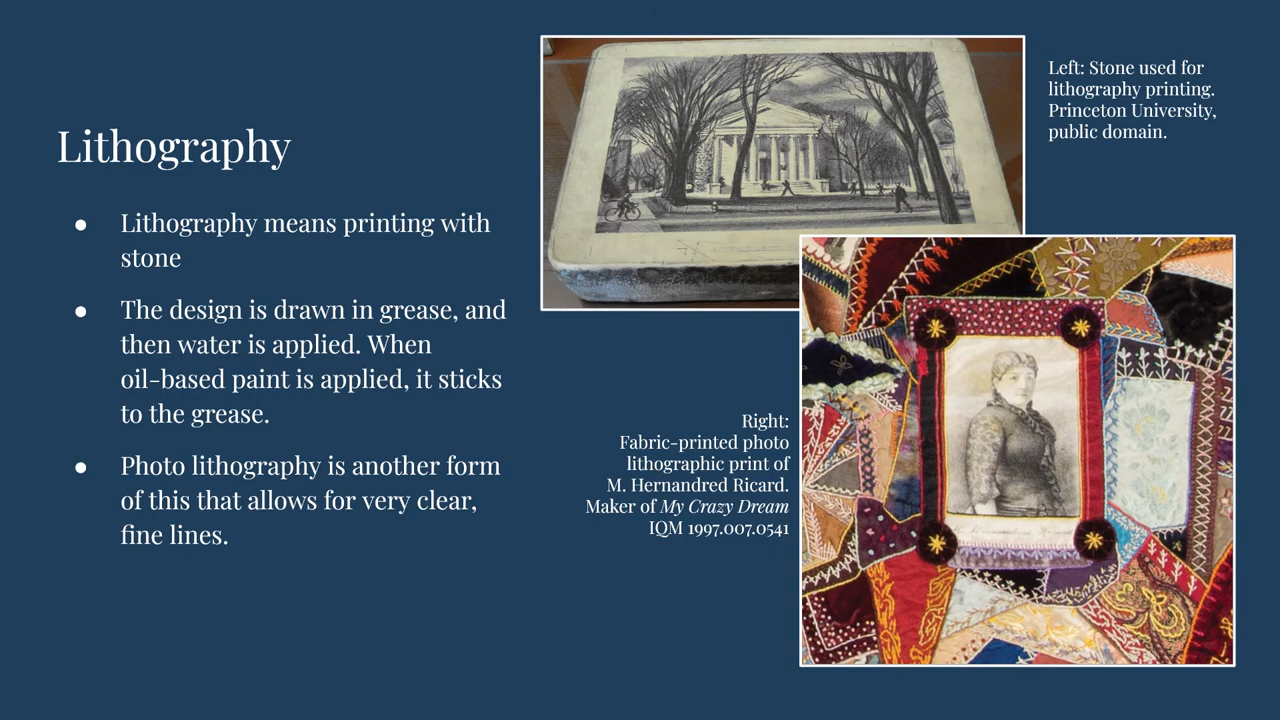 Lithography
● Lithography means printing with
stone
● The design is drawn in grease, and
then water is applied. When
oil-based paint is applied, it sticks
to the grease.
● Photo lithography is another form
of this that allows for very clear,
fine lines.
Left: Stone used for
lithography printing.
Princeton University,
public domain.
Right:
Fabric-printed photo
lithographic print of
M. Hernandred Ricard.
Maker of My Crazy Dream
IQM 1997.007.0541